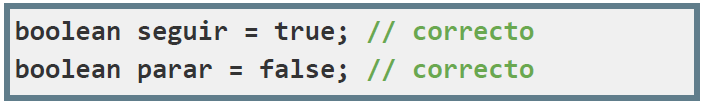 boolean seguir = true; // correcto
boolean parar = false; // correcto